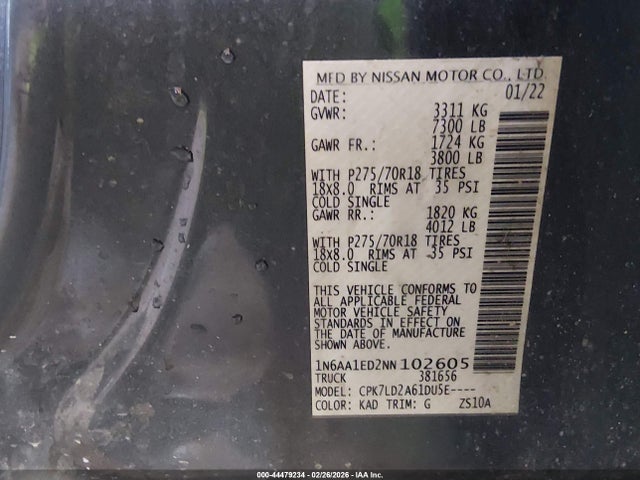 MFD BY NISSAN MOTOR CO., LTD
DATE: 01/22
GVWR: 3311 KG
7300 LB
GAWR FR.: 1724 KG
3800 LB
WITH P275/70R18 TIRES
18X8.0 RIMS AT 35 PSI
COLD SINGLE
GAWR RR.: 1820 KG
4012 LB
WITH P275/70R18 TIRES
18X8.0 RIMS AT 35 PSI
COLD SINGLE
THIS VEHICLE CONFORMS TO
ALL APPLICABLE FEDERAL
MOTOR VEHICLE SAFETY
STANDARDS IN EFFECT ON
THE DATE OF MANUFACTURE
SHOWN ABOVE.
1N6AA1ED2NN102605
TRUCK 381656
MODEL: CPK7LD2A61DU5E----
COLOR: KAD TRIM: G ZS10A
000-44479234 - 02/26/2026 - IAA Inc.